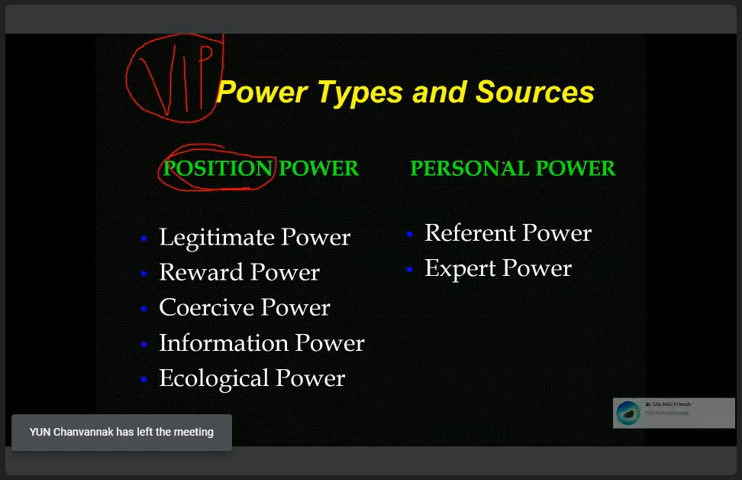 VIP
Power Types and Sources
POSITION POWER
PERSONAL POWER
Legitimate Power
Reward Power
Coercive Power
Information Power
Ecological Power
Referent Power
Expert Power
YUN Chanvannak has left the meeting